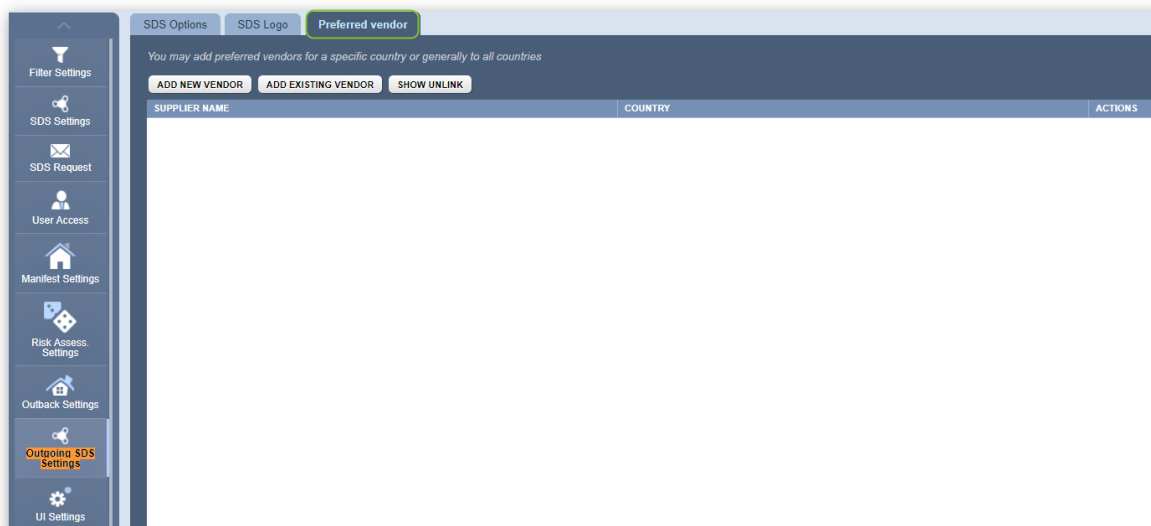 SDS Options
SDS Logo
Preferred vendor
You may add preferred vendors for a specific country or generally to all countries
ADD NEW VENDOR
ADD EXISTING VENDOR
SHOW UNLINK
SUPPLIER NAME
COUNTRY
ACTIONS
Filter Settings
SDS Settings
SDS Request
User Access
Manifest Settings
Risk Assess.
Settings
Outback Settings
Outgoing SDS
Settings
UI Settings